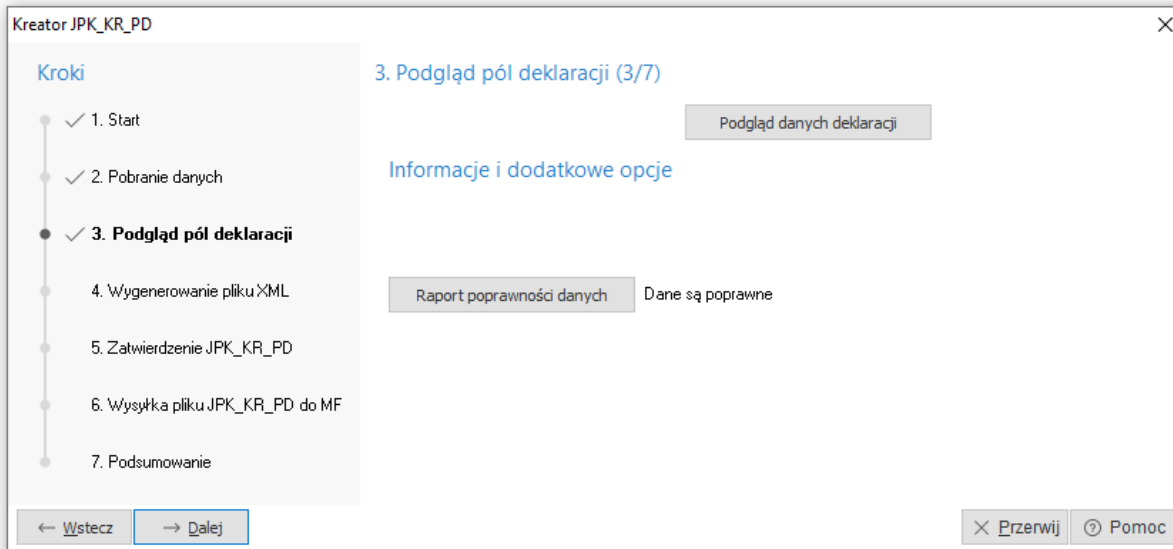 Kreator JPK_KR_PD
Kroki
1. Start
2. Pobranie danych
3. Podgląd pól deklaracji
4. Wygenerowanie pliku XML
5. Zatwierdzenie JPK_KR_PD
6. Wysyłka pliku JPK_KR_PD do MF
7. Podsumowanie
3. Podgląd pól deklaracji (3/7)
Podgląd danych deklaracji
Informacje i dodatkowe opcje
Raport poprawności danych Dane są poprawne
Wstecz Dalej Przerwij Pomoc